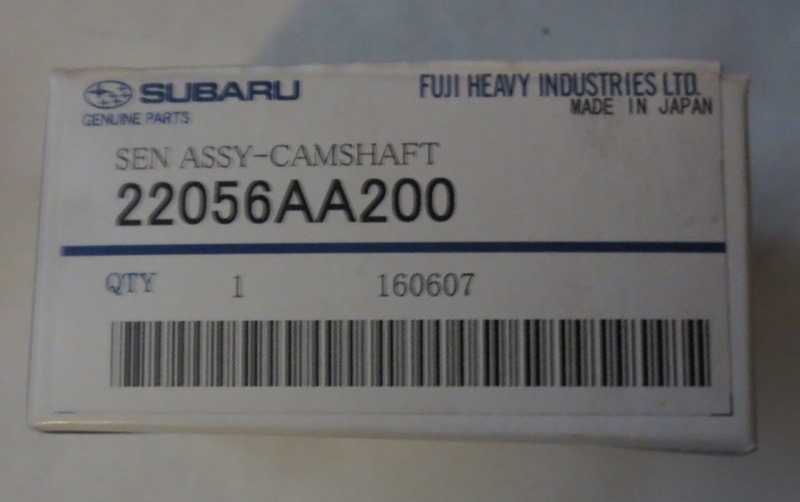 SUBARU
GENUINE PARTS
FUJI HEAVY INDUSTRIES LTD.
MADE IN JAPAN
SEN ASSY-CAMSHAFT
22056AA200
QTY 1 160607